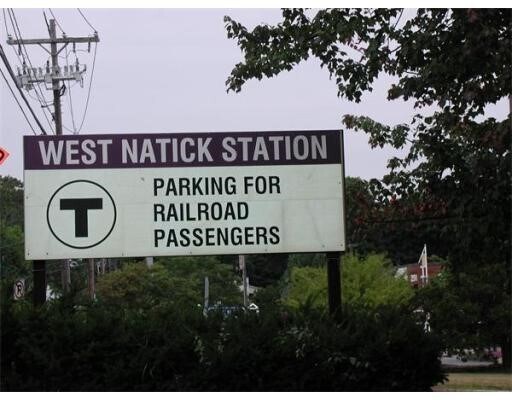 WEST NATICK STATION
T
PARKING FOR
RAILROAD
PASSENGERS